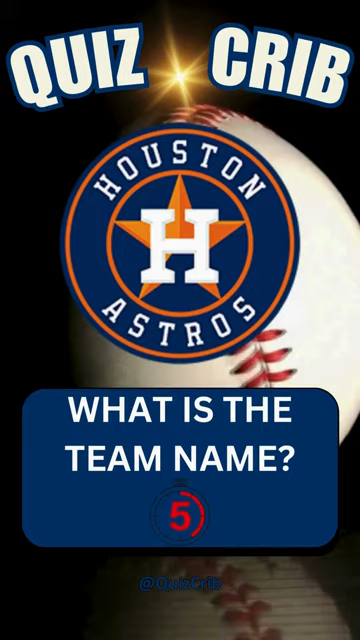 QUIZ CRIB
HOUSTON
H
ASTROS
WHAT IS THE
TEAM NAME?
5
@QuizCrib